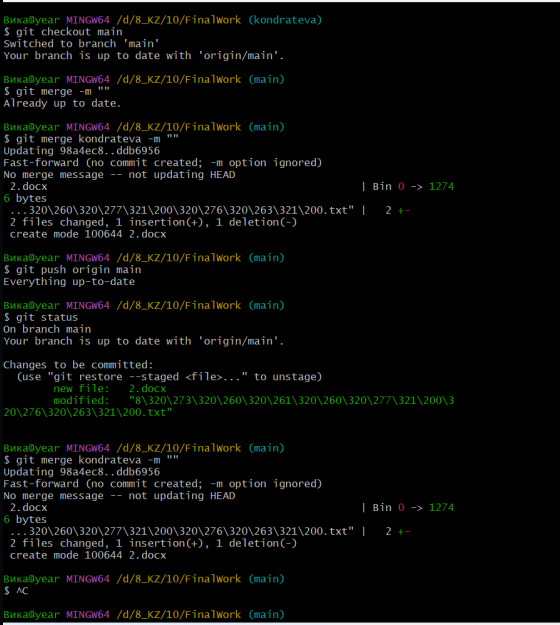 Вика@year MINGW64 /d/8_KZ/10/FinalWork (kondrateva)
$ git checkout main
Switched to branch 'main'
Your branch is up to date with 'origin/main'.
Вика@year MINGW64 /d/8_KZ/10/FinalWork (main)
$ git merge -m ""
Already up to date.
Вика@year MINGW64 /d/8_KZ/10/FinalWork (main)
$ git merge kondrateva -m ""
Updating 98a4ec8..ddb6956
Fast-forward (no commit created; -m option ignored)
No merge message -- not updating HEAD
2.docx | Bin 0 -> 1274
6 bytes
...320\260\320\277\321\200\320\276\320\263\321\200.txt" | 2 +-
2 files changed, 1 insertion(+), 1 deletion(-)
create mode 100644 2.docx
Вика@year MINGW64 /d/8_KZ/10/FinalWork (main)
$ git push origin main
Everything up-to-date
Вика@year MINGW64 /d/8_KZ/10/FinalWork (main)
$ git status
On branch main
Your branch is up to date with 'origin/main'.
Changes to be committed:
(use "git restore --staged <file>..." to unstage)
new file: 2.docx
modified: "8\320\273\320\260\320\261\320\260\320\277\321\200\3
20\276\320\263\321\200.txt"
Вика@year MINGW64 /d/8_KZ/10/FinalWork (main)
$ git merge kondrateva -m ""
Updating 98a4ec8..ddb6956
Fast-forward (no commit created; -m option ignored)
No merge message -- not updating HEAD
2.docx | Bin 0 -> 1274
6 bytes
...320\260\320\277\321\200\320\276\320\263\321\200.txt" | 2 +-
2 files changed, 1 insertion(+), 1 deletion(-)
create mode 100644 2.docx
Вика@year MINGW64 /d/8_KZ/10/FinalWork (main)
$ ^C
Вика@year MINGW64 /d/8_KZ/10/FinalWork (main)